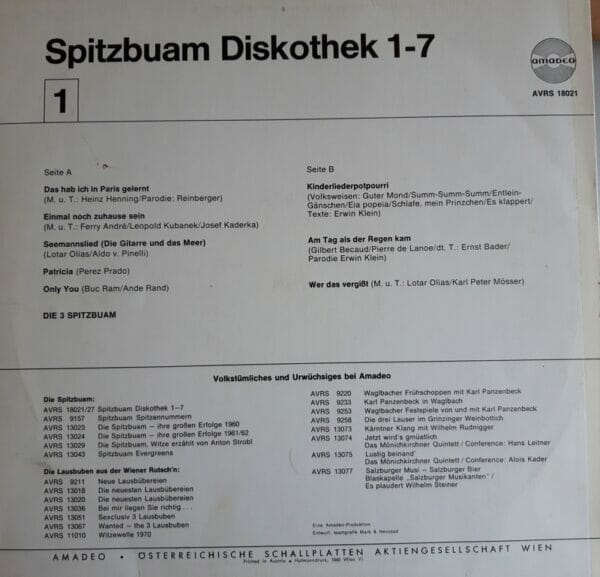 Spitzbuam Diskothek 1-7
amadeo
AVRS 18021
1
Seite A
Das hab ich in Paris gelernt
(M. u. T.: Heinz Henning/Parodie: Reinberger)
Einmal noch zuhause sein
(M. u. T.: Ferry André/Leopold Kubanek/Josef Kaderka)
Seemannslied (Die Gitarre und das Meer)
(Lotar Olias/Aldo v. Pinelli)
Patricia (Perez Prado)
Only You (Buc Ram/Ande Rand)
DIE 3 SPITZBUAM
Seite B
Kinderliederpotpourri
(Volksweisen: Guter Mond/Summ-Summ-Summ/Entlein-
Gänschen/Eia popeia/Schlafe, mein Prinzchen/Es klappert/
Texte: Erwin Klein)
Am Tag als der Regen kam
(Gilbert Becaud/Pierre de Lanoe/dt. T.: Ernst Bader/
Parodie Erwin Klein)
Wer das vergißt (M. u. T.: Lotar Olias/Karl Peter Mösser)
Volkstümliches und Urwüchsiges bei Amadeo
Die Spitzbuam:
AVRS 18021/27 Spitzbuam Diskothek 1-7
AVRS 9157 Spitzbuam Spitzennummern
AVRS 13023 Die Spitzbuam - ihre großen Erfolge 1960
AVRS 13024 Die Spitzbuam - ihre großen Erfolge 1961/62
AVRS 13029 Die Spitzbuam, Witze erzählt von Anton Strobl
AVRS 13043 Spitzbuam Evergreens
Die Lausbuben aus der Wiener Rutsch'n:
AVRS 9211 Neue Lausbübereien
AVRS 13018 Die neuesten Lausbübereien
AVRS 13020 Die neuesten Lausbübereien
AVRS 13036 Bei mir liegen Sie richtig . . .
AVRS 13051 Sexclusiv 3 Lausbuben
AVRS 13067 Wanted - the 3 Lausbuben
AVRS 11010 Witzewelle 1970
AVRS 9220 Waglbacher Frühschoppen mit Karl Panzenbeck
AVRS 9233 Karl Panzenbeck in Waglbach
AVRS 9253 Waglbacher Festspiele von und mit Karl Panzenbeck
AVRS 9258 Die drei Lauser im Grinzinger Weinbottich
AVRS 13073 Kärntner Klang mit Wilhelm Rudnigger
AVRS 13074 Jetzt wird's gmüatlich
Das Mönichkirchner Quintett / Conference: Hans Leitner
AVRS 13075 Lustig beinand'
Das Mönichkirchner Quintett / Conference: Alois Kader
AVRS 13077 Salzburger Musi - Salzburger Bier
Blaskapelle „Salzburger Musikanten" /
Es plaudert Wilhelm Steiner
Eine Amadeo-Produktion
Entwurf: teamgrafik Mark &
AMADEO • ÖSTERREICHISCHE SCHALLPLATTEN AKTIENGESELLSCHAFT WIEN
Printed in Austria • Hofmanndruck, 1060 Wien VI